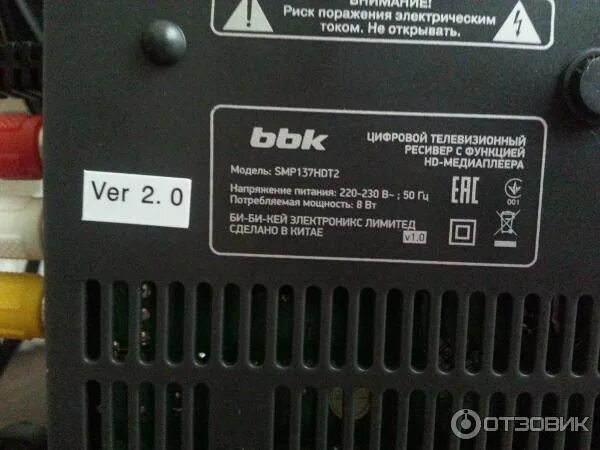 ВНИМАНИЕ!
Риск поражения электрическим
током. Не открывать.
bbk
ЦИФРОВОЙ ТЕЛЕВИЗИОННЫЙ
РЕСИВЕР С ФУНКЦИЕЙ
HD-МЕДИАПЛЕЕРА
Модель: SMP137HDT2
Напряжение питания: 220-230 В~ ; 50 Гц
Потребляемая мощность: 8 Вт
EAC
001
БИ-БИ-КЕЙ ЭЛЕКТРОНИКС ЛИМИТЕД
СДЕЛАНО В КИТАЕ
v1.0
Ver 2.0
ОТЗОВИК